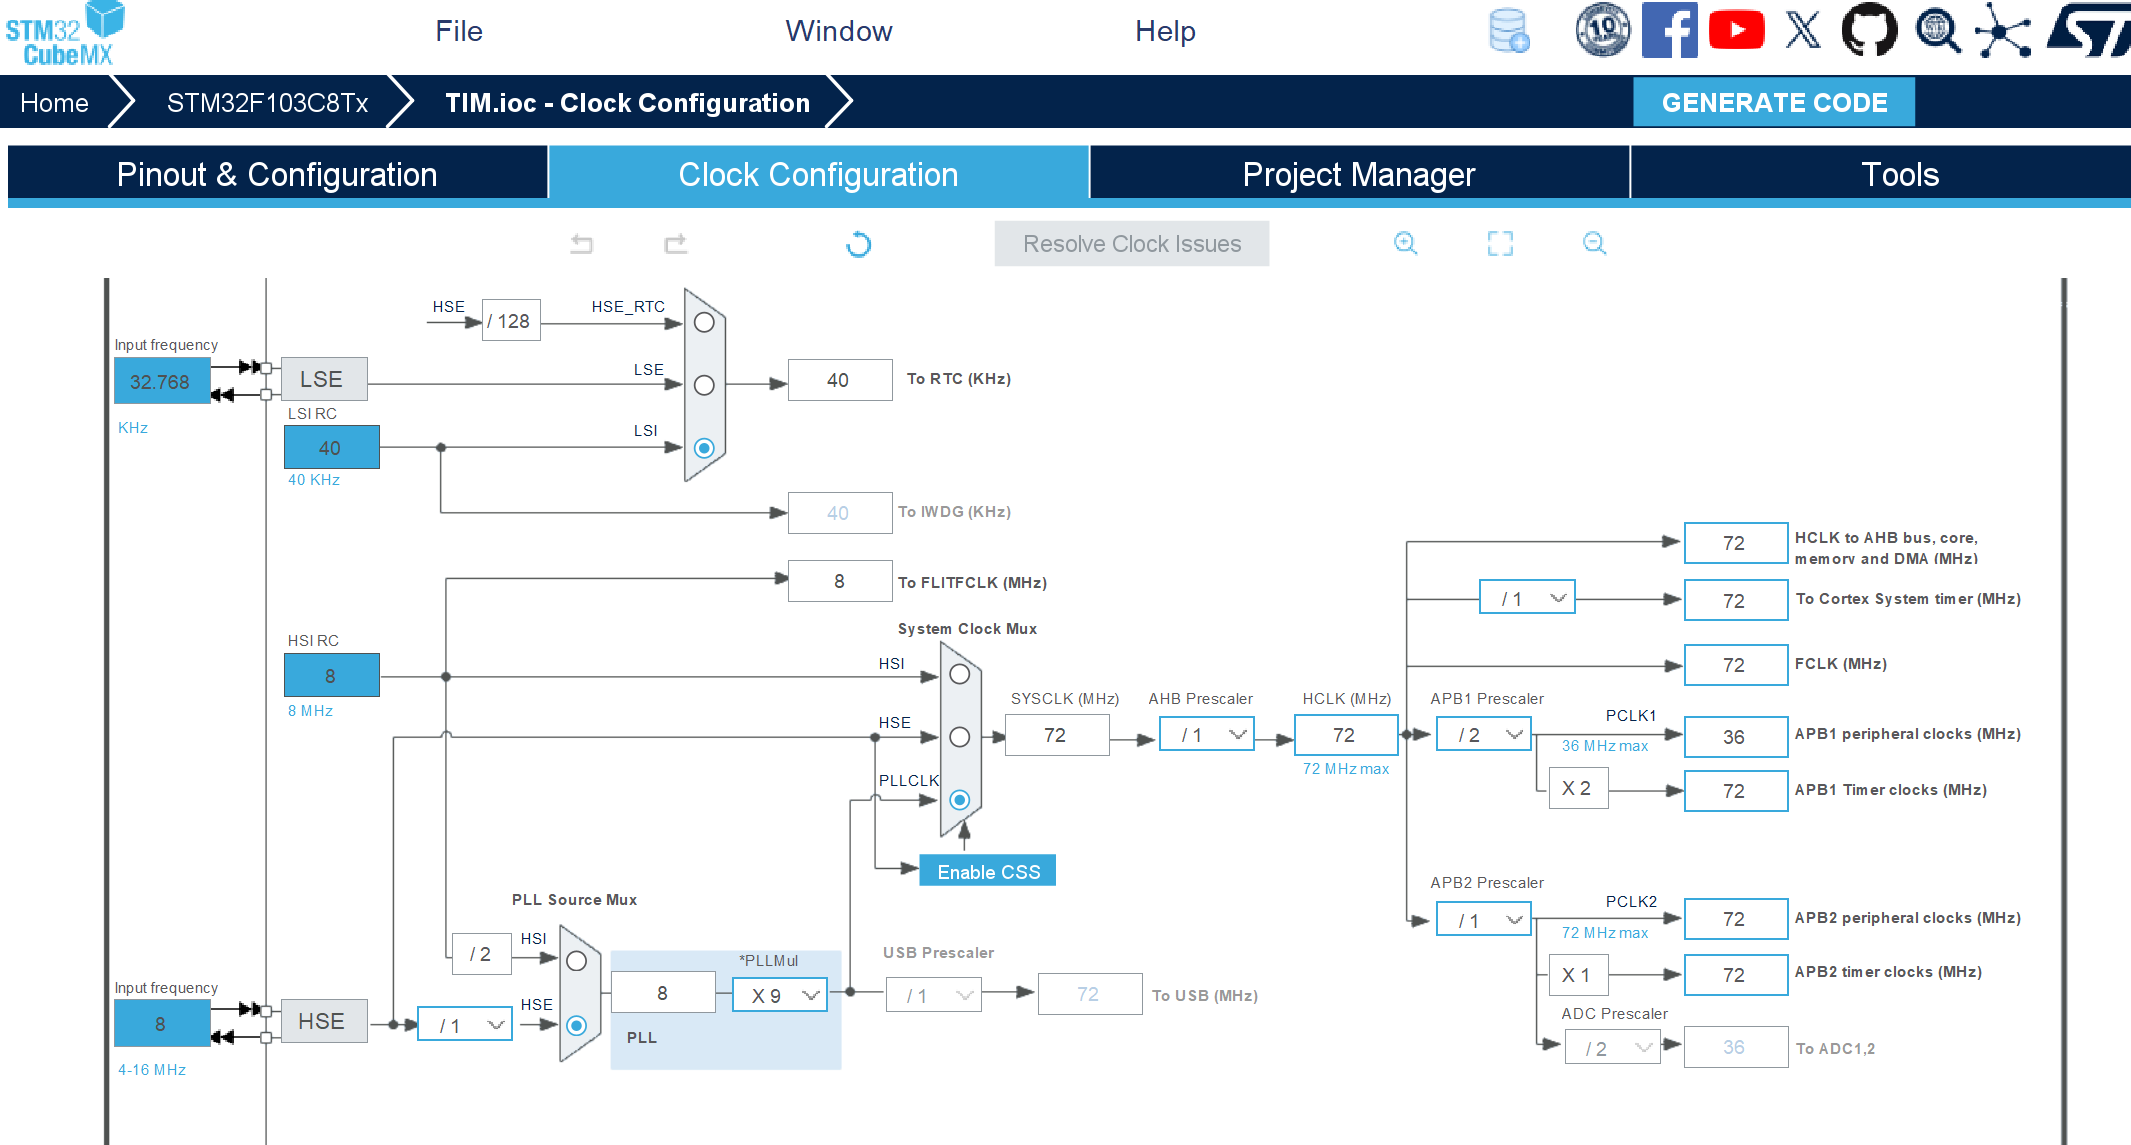 STM32
CubeMX
File
Window
Help
10
ST
Home
STM32F103C8Tx
TIM.ioc - Clock Configuration
GENERATE CODE
Pinout & Configuration
Clock Configuration
Project Manager
Tools
Resolve Clock Issues
HSE
/ 128
HSE_RTC
Input frequency
32.768
KHz
LSE
LSE
40
To RTC (KHz)
LSI RC
40
40 KHz
LSI
40
To IWDG (KHz)
8
To FLITFCLK (MHz)
HSI RC
8
8 MHz
System Clock Mux
HSI
HSE
PLLCLK
SYSCLK (MHz)
72
AHB Prescaler
/ 1
HCLK (MHz)
72
72 MHz max
Enable CSS
72
HCLK to AHB bus, core,
memory and DMA (MHz)
/ 1
72
To Cortex System timer (MHz)
72
FCLK (MHz)
APB1 Prescaler
/ 2
PCLK1
36 MHz max
36
APB1 peripheral clocks (MHz)
X 2
72
APB1 Timer clocks (MHz)
APB2 Prescaler
/ 1
PCLK2
72 MHz max
72
APB2 peripheral clocks (MHz)
X 1
72
APB2 timer clocks (MHz)
ADC Prescaler
/ 2
36
To ADC1,2
PLL Source Mux
/ 2
HSI
Input frequency
8
4-16 MHz
HSE
/ 1
HSE
8
PLL
*PLLMul
X 9
USB Prescaler
/ 1
72
To USB (MHz)